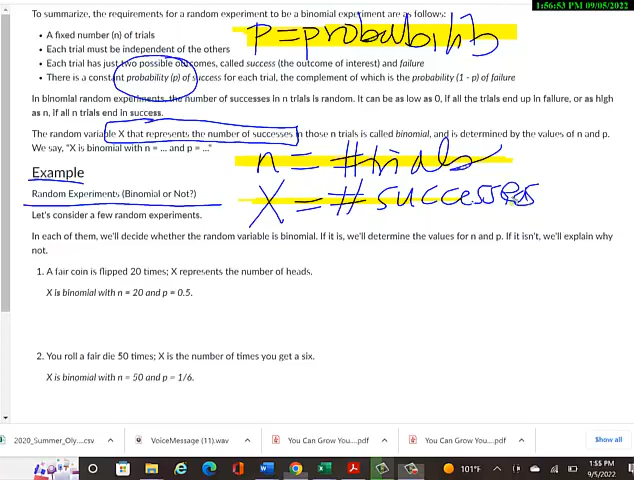 1:56:53 PM 09/05/2022
To summarize, the requirements for a random experiment to be a binomial experiment are as follows:
p = probability
• A fixed number (n) of trials
• Each trial must be independent of the others
• Each trial has just two possible outcomes, called success (the outcome of interest) and failure
• There is a constant probability (p) of success for each trial, the complement of which is the probability (1 - p) of failure
In binomial random experiments, the number of successes in n trials is random. It can be as low as 0, if all the trials end up in failure, or as high
as n, if all n trials end in success.
The random variable X that represents the number of successes in those n trials is called binomial, and is determined by the values of n and p.
We say, "X is binomial with n = ... and p = ..."
n = # trials
Example
X = # successes
Random Experiments (Binomial or Not?)
Let's consider a few random experiments.
In each of them, we'll decide whether the random variable is binomial. If it is, we'll determine the values for n and p. If it isn't, we'll explain why
not.
1. A fair coin is flipped 20 times; X represents the number of heads.
X is binomial with n = 20 and p = 0.5.
2. You roll a fair die 50 times; X is the number of times you get a six.
X is binomial with n = 50 and p = 1/6.
2020_Summer_Oly....csv VoiceMessage (11).wav You Can Grow You....pdf You Can Grow You....pdf Show all
101°F 1:55 PM
9/5/2022